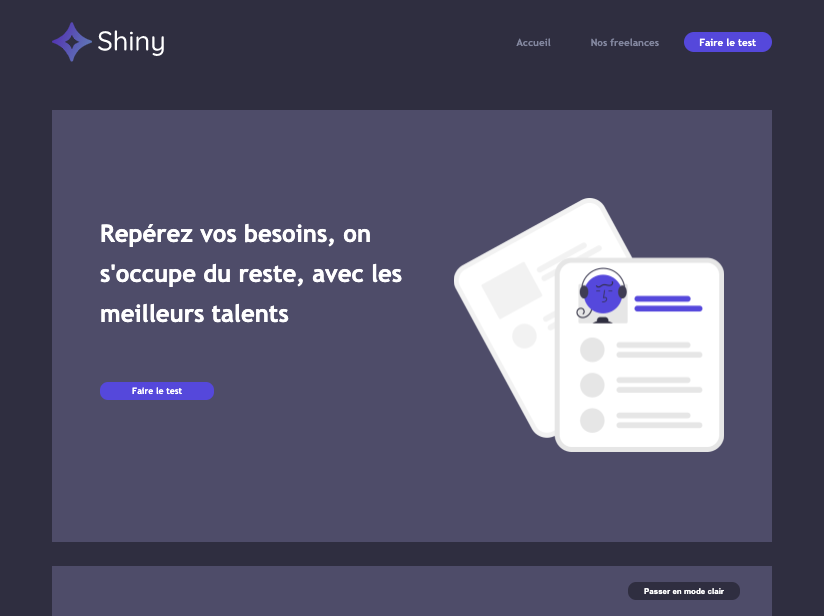 Shiny
Accueil
Nos freelances
Faire le test
Repérez vos besoins, on
s'occupe du reste, avec les
meilleurs talents
Faire le test
Passer en mode clair